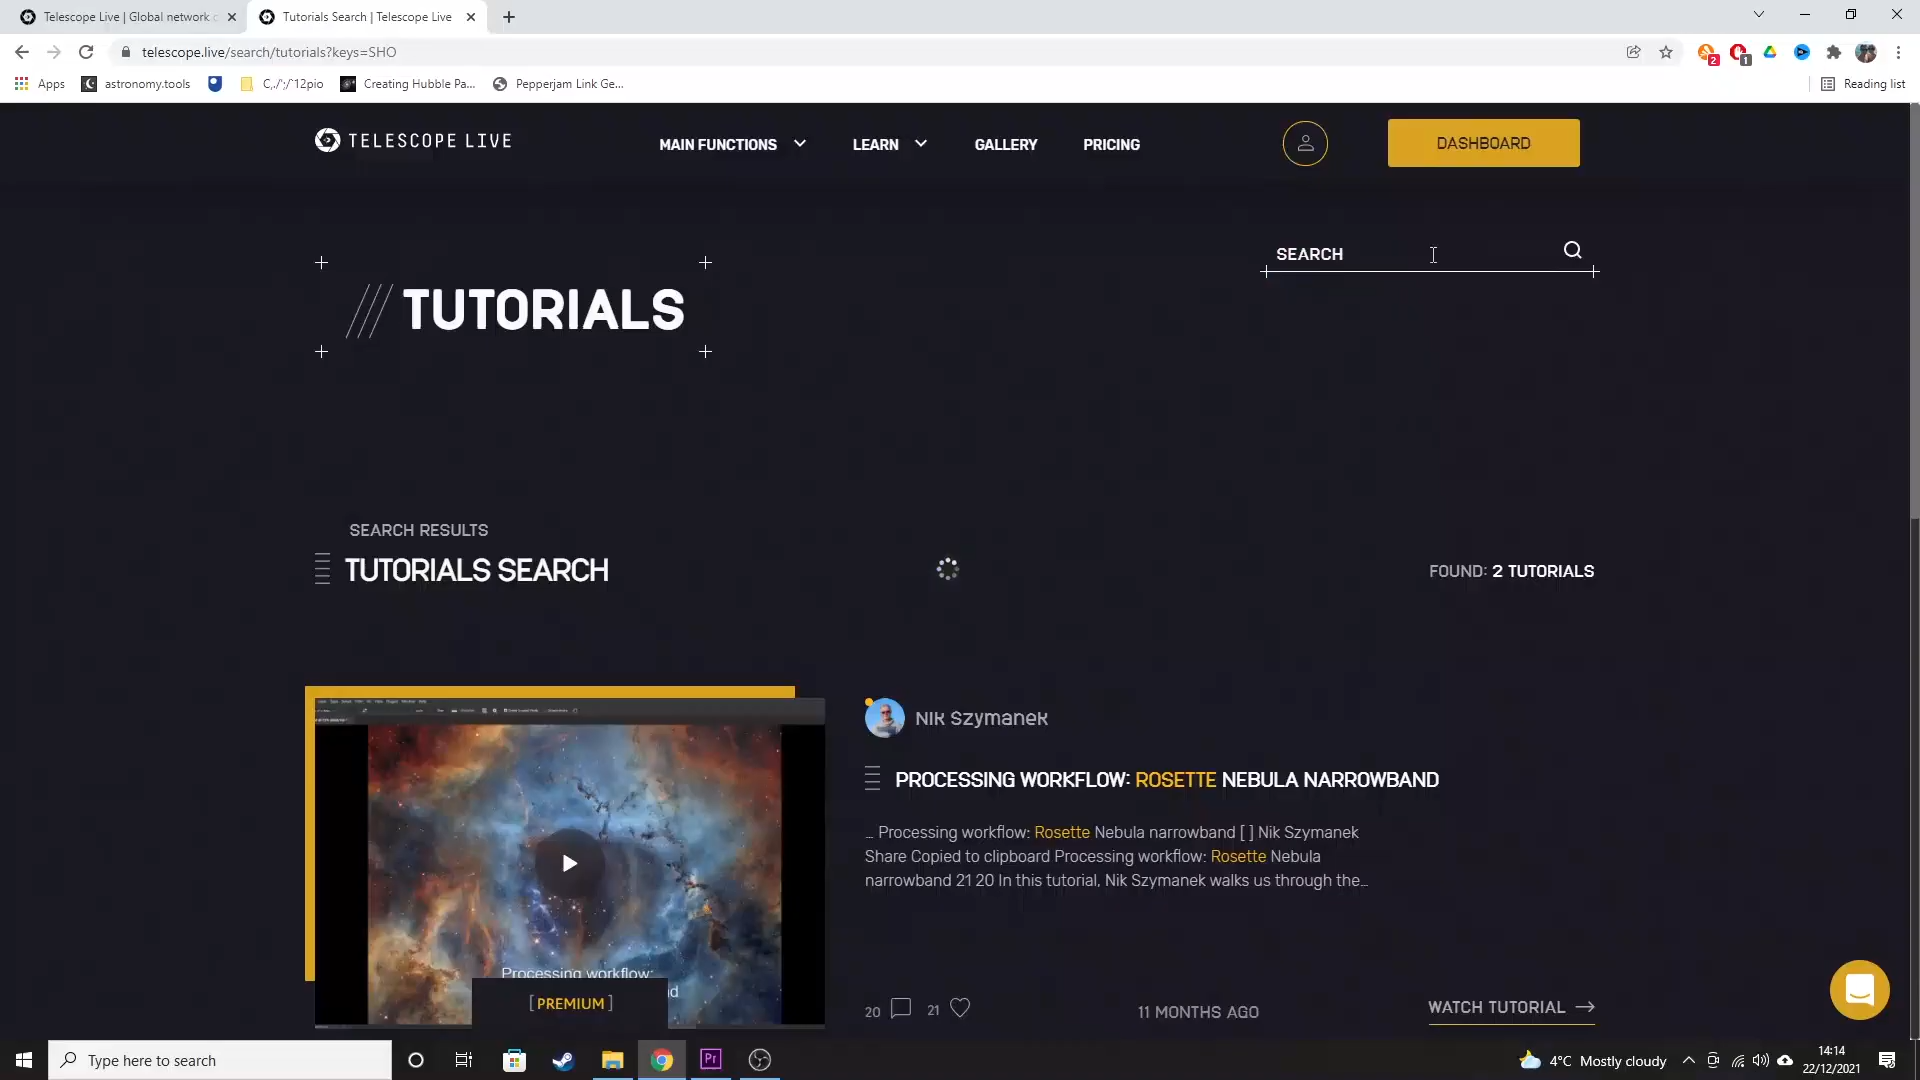 Telescope Live | Global network
Tutorials Search | Telescope Live
telescope.live/search/tutorials?keys=SHO
2
1
Apps
astronomy.tools
C,./';/'12pio
Creating Hubble Pa...
Pepperjam Link Ge...
Reading list
TELESCOPE LIVE
MAIN FUNCTIONS
LEARN
GALLERY
PRICING
DASHBOARD
SEARCH
/// TUTORIALS
SEARCH RESULTS
TUTORIALS SEARCH
FOUND: 2 TUTORIALS
Nik Szymanek
PROCESSING WORKFLOW: ROSETTE NEBULA NARROWBAND
... Processing workflow: Rosette Nebula narrowband [ ] Nik Szymanek
Share Copied to clipboard Processing workflow: Rosette Nebula
narrowband 21 20 In this tutorial, Nik Szymanek walks us through the...
Processing workflow:
[ PREMIUM ]
20
21
11 MONTHS AGO
WATCH TUTORIAL
Type here to search
Pr
4°C Mostly cloudy
14:14
22/12/2021